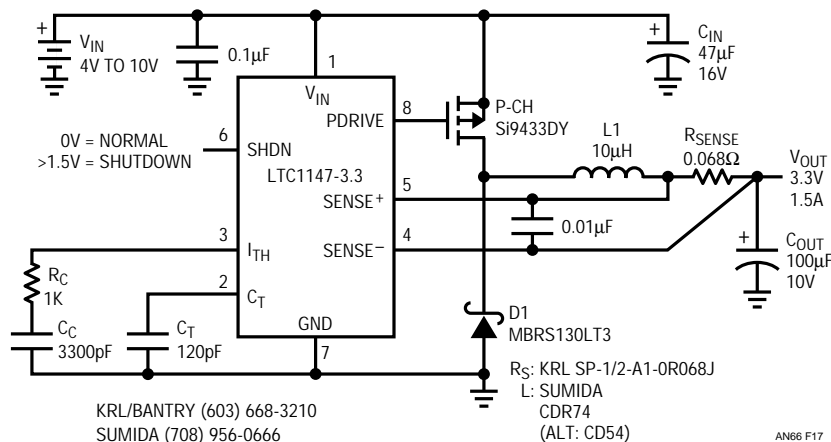 +
V_IN
4V TO 10V
0.1µF
1
+
C_IN
47µF
16V
V_IN
PDRIVE
8
P-CH
Si9433DY
0V = NORMAL
>1.5V = SHUTDOWN
6
SHDN
LTC1147-3.3
L1
10µH
R_SENSE
0.068Ω
V_OUT
3.3V
1.5A
SENSE+
5
0.01µF
3
I_TH
SENSE−
4
+
C_OUT
100µF
10V
R_C
1K
2
C_T
C_C
3300pF
C_T
120pF
GND
7
D1
MBRS130LT3
R_S: KRL SP-1/2-A1-0R068J
L: SUMIDA
CDR74
(ALT: CD54)
KRL/BANTRY (603) 668-3210
SUMIDA (708) 956-0666
AN66 F17